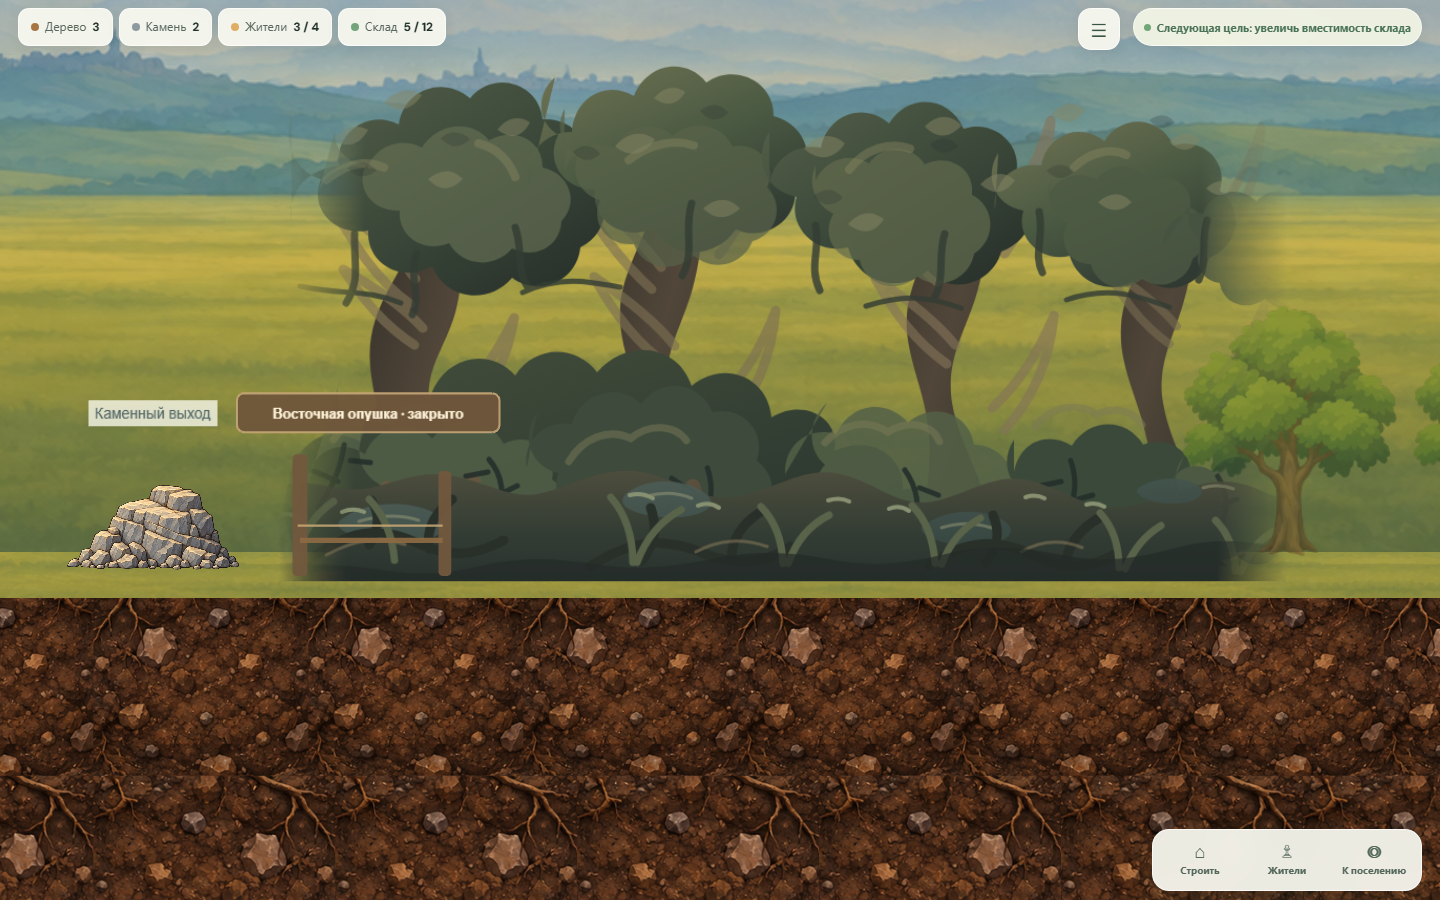 Дерево 3
Камень 2
Жители 3 / 4
Склад 5 / 12
Следующая цель: увеличь вместимость склада
Каменный выход
Восточная опушка · закрыто
Строить
Жители
К поселению